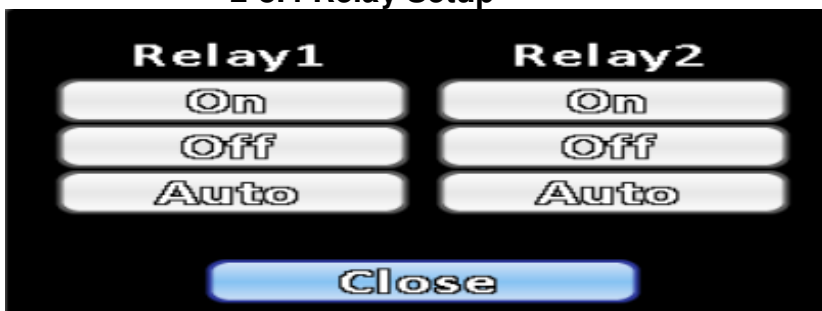 Relay1 Relay2
On On
Off Off
Auto Auto
Close